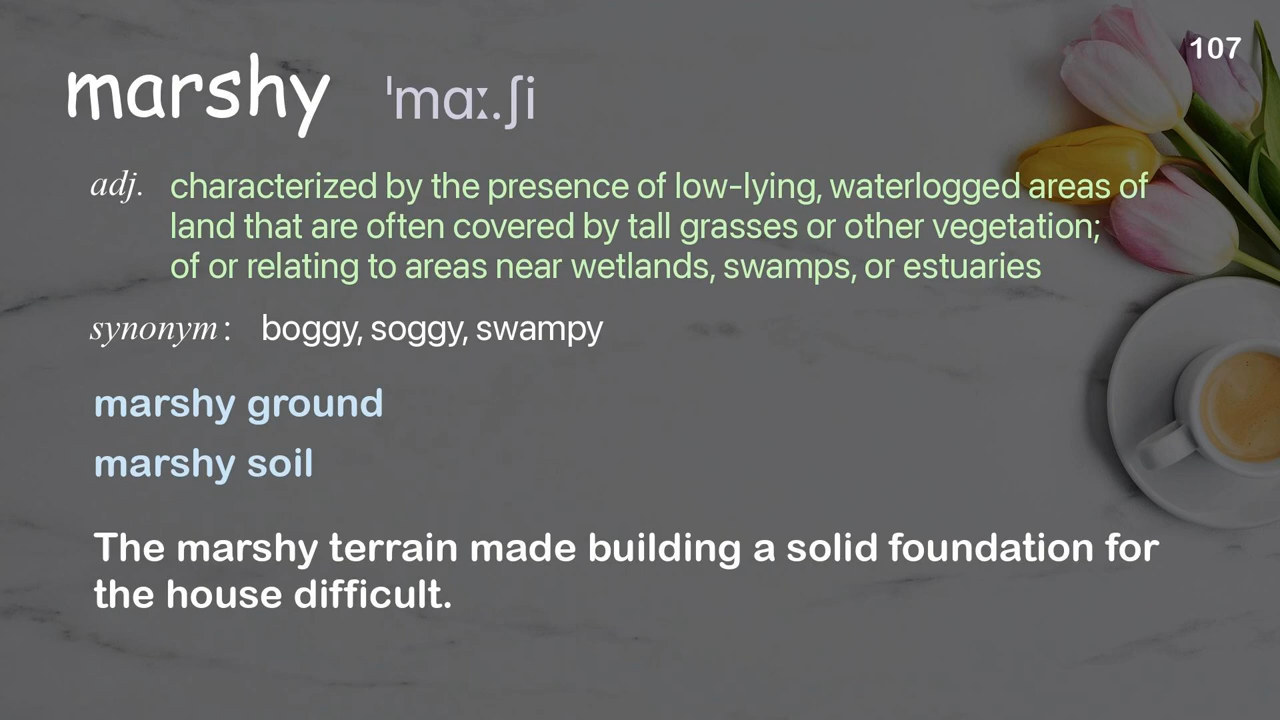 107
marshy ˈmɑː.ʃi
adj. characterized by the presence of low-lying, waterlogged areas of
land that are often covered by tall grasses or other vegetation;
of or relating to areas near wetlands, swamps, or estuaries
synonym: boggy, soggy, swampy
marshy ground
marshy soil
The marshy terrain made building a solid foundation for
the house difficult.